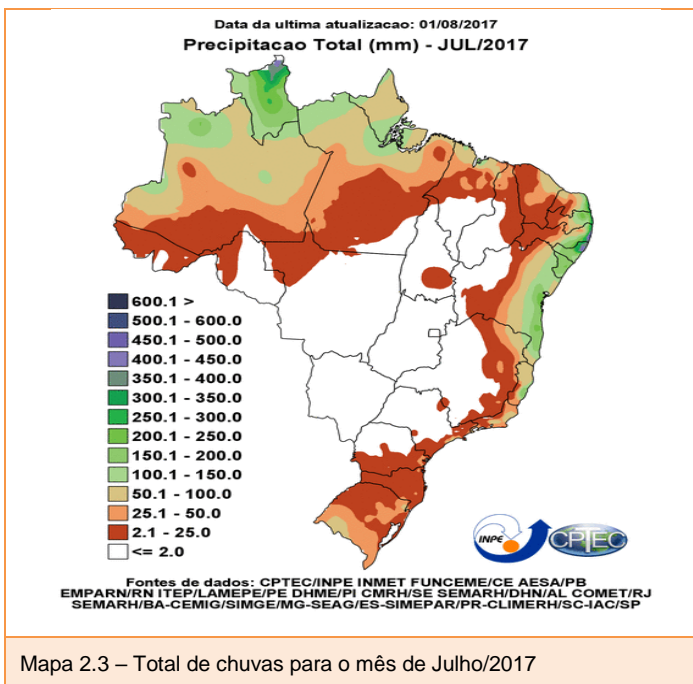 Data da ultima atualizacao: 01/08/2017
Precipitacao Total (mm) - JUL/2017
600.1 >
500.1 - 600.0
450.1 - 500.0
400.1 - 450.0
350.1 - 400.0
300.1 - 350.0
250.1 - 300.0
200.1 - 250.0
150.1 - 200.0
100.1 - 150.0
50.1 - 100.0
25.1 - 50.0
2.1 - 25.0
<= 2.0
INPE
CPTEC
Fontes de dados: CPTEC/INPE INMET FUNCEME/CE AESA/PB
EMPARN/RN ITEP/LAMEPE/PE DHME/PI CMRH/SE SEMARH/DHN/AL COMET/RJ
SEMARH/BA-CEMIG/SIMGE/MG-SEAG/ES-SIMEPAR/PR-CLIMERH/SC-IAC/SP
Mapa 2.3 – Total de chuvas para o mês de Julho/2017